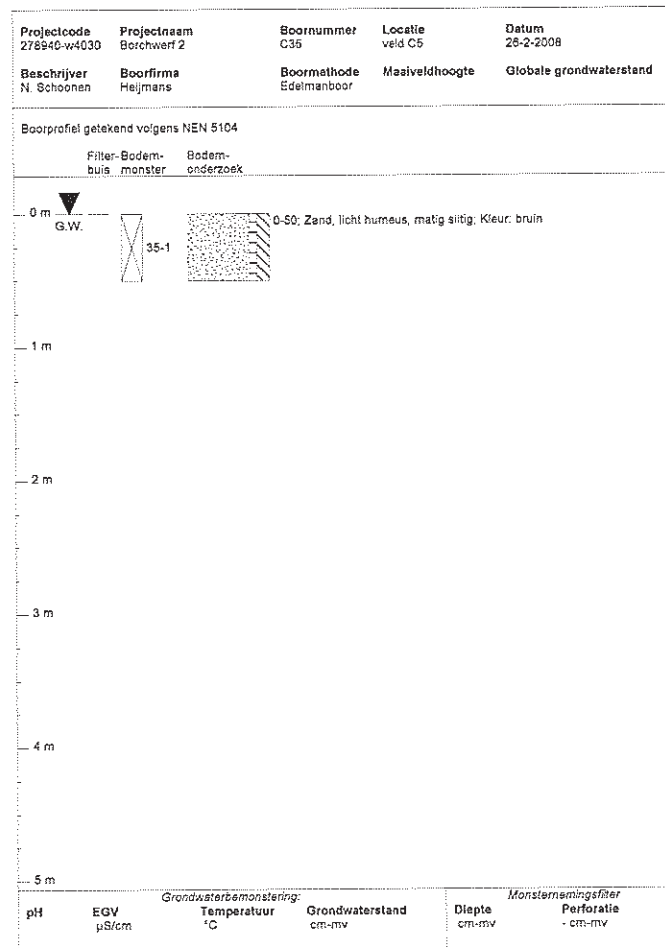 Projectcode Projectnaam Boornummer Locatie Datum
278940-w4030 Borchwerf 2 C35 veld C5 26-2-2008
Beschrijver Boorfirma Boormethode Maaiveldhoogte Globale grondwaterstand
N. Schoonen Heijmans Edelmanboor
Boorprofiel getekend volgens NEN 5104
Filter- Bodem- Bodem-
buis monster onderzoek
0 m
G.W.
0-50; Zand, licht humeus, matig siltig; Kleur: bruin
35-1
1 m
2 m
3 m
4 m
5 m
Grondwaterbemonstering: Monsternemingsfilter
pH EGV Temperatuur Grondwaterstand Diepte Perforatie
µS/cm °C cm-mv cm-mv - cm-mv